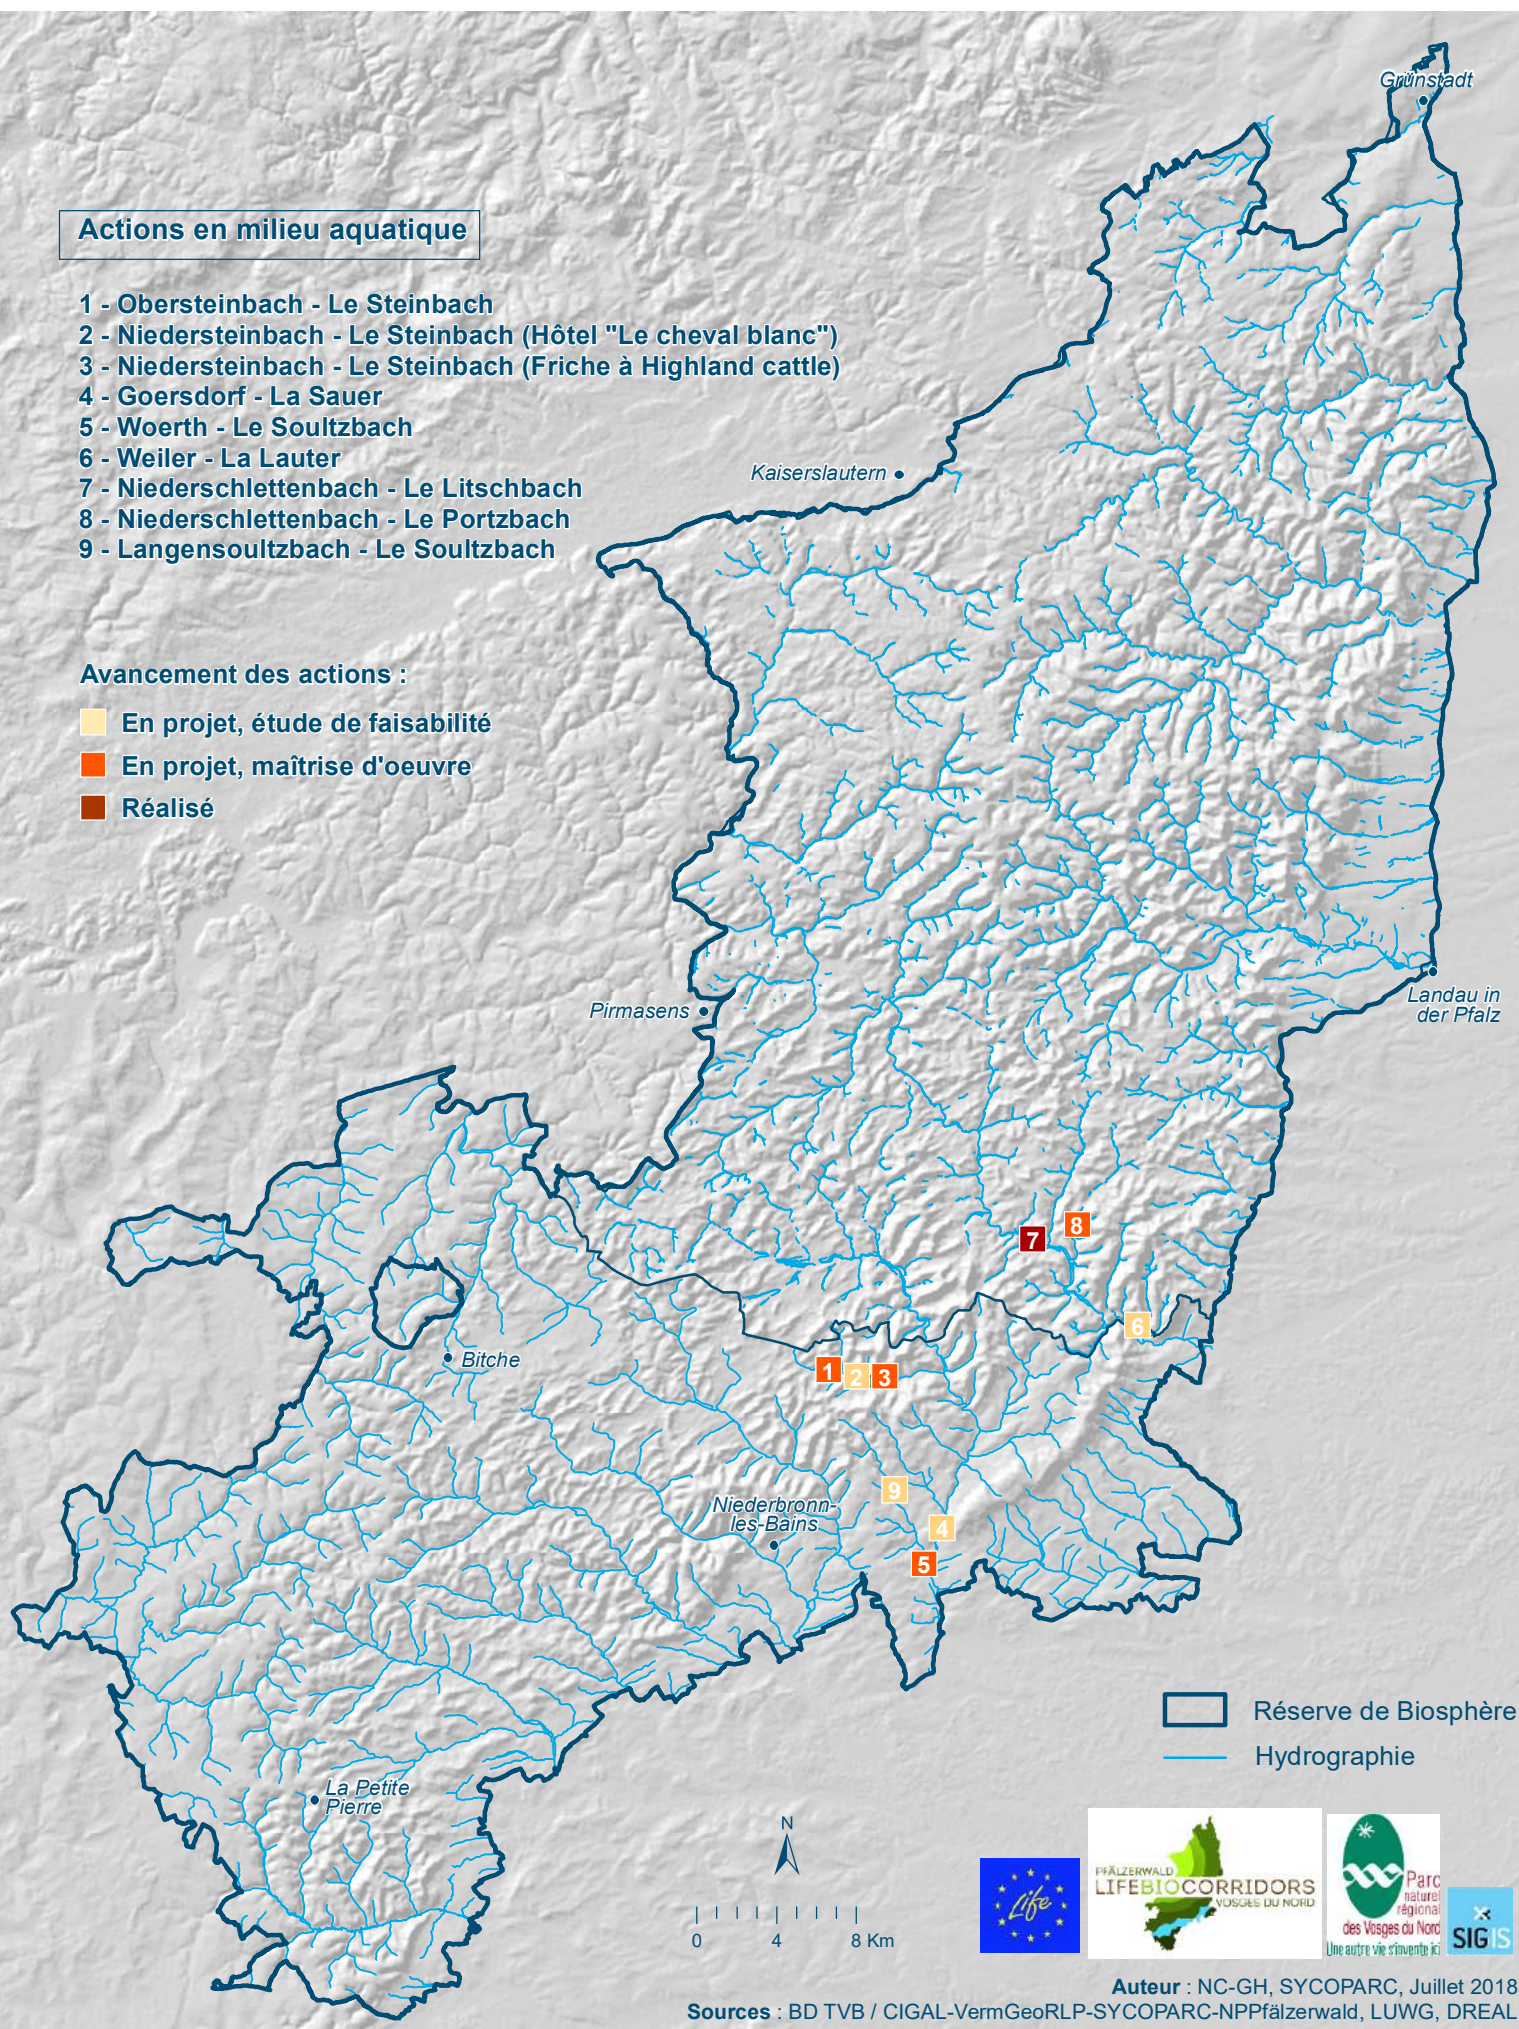 Grünstadt
Actions en milieu aquatique
1 - Obersteinbach - Le Steinbach
2 - Niedersteinbach - Le Steinbach (Hôtel "Le cheval blanc")
3 - Niedersteinbach - Le Steinbach (Friche à Highland cattle)
4 - Goersdorf - La Sauer
5 - Woerth - Le Soultzbach
6 - Weiler - La Lauter
7 - Niederschlettenbach - Le Litschbach
8 - Niederschlettenbach - Le Portzbach
9 - Langensoultzbach - Le Soultzbach
Kaiserslautern
Avancement des actions :
En projet, étude de faisabilité
En projet, maîtrise d'oeuvre
Réalisé
Pirmasens
Landau in
der Pfalz
8
7
6
Bitche
1
2
3
9
Niederbronn-
les-Bains
4
5
Réserve de Biosphère
Hydrographie
La Petite
Pierre
N
0 4 8 Km
Life
PFÄLZERWALD
LIFEBIOCORRIDORS
VOSGES DU NORD
Parc
naturel
régional
des Vosges du Nord
Une autre vie s'invente ici
SIGIS
Auteur : NC-GH, SYCOPARC, Juillet 2018
Sources : BD TVB / CIGAL-VermGeoRLP-SYCOPARC-NPPfälzerwald, LUWG, DREAL